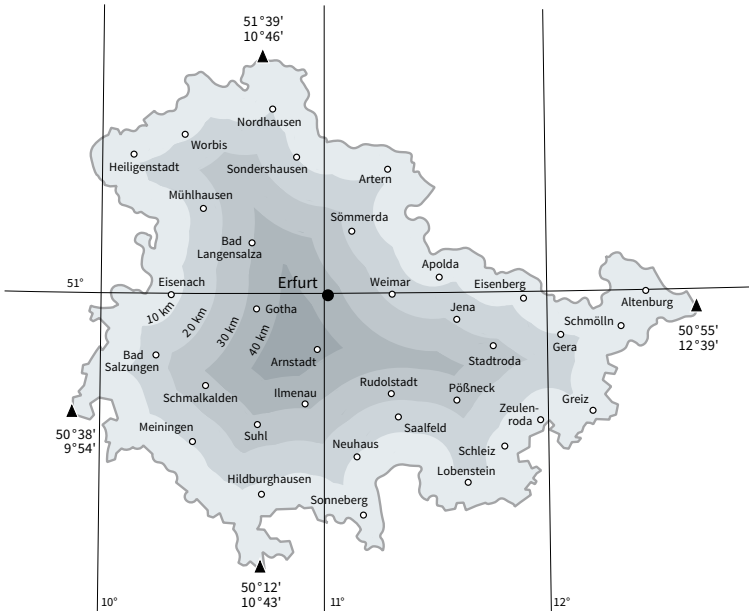 51°39'
10°46'
Nordhausen
Worbis
Heiligenstadt
Sondershausen
Artern
Mühlhausen
Sömmerda
Bad
Langensalza
Apolda
51°
Eisenach
Erfurt
Weimar
Eisenberg
Altenburg
10 km
20 km
30 km
40 km
Gotha
Jena
Schmölln
50°55'
12°39'
Gera
Bad
Salzungen
Arnstadt
Stadtroda
Schmalkalden
Ilmenau
Rudolstadt
Pößneck
Greiz
Zeulen-
roda
50°38'
9°54'
Meiningen
Suhl
Saalfeld
Neuhaus
Schleiz
Lobenstein
Hildburghausen
Sonneberg
50°12'
10°43'
10°
11°
12°